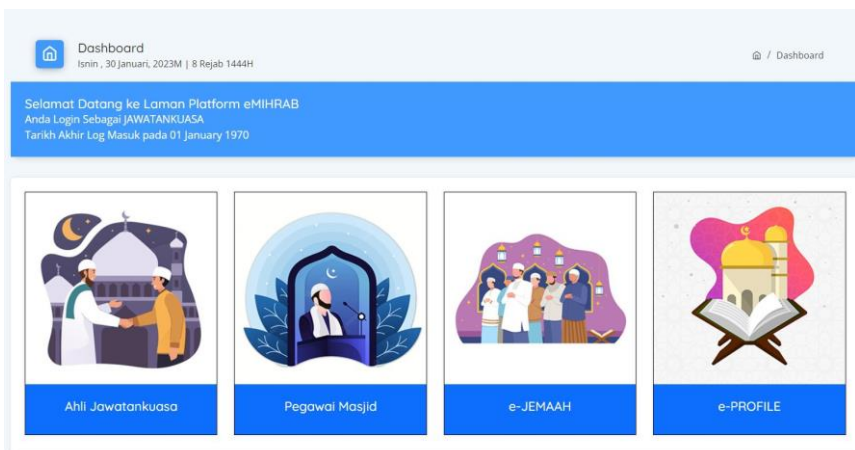 Dashboard
Isnin , 30 Januari, 2023M | 8 Rejab 1444H
/ Dashboard
Selamat Datang ke Laman Platform eMIHRAB
Anda Login Sebagai JAWATANKUASA
Tarikh Akhir Log Masuk pada 01 January 1970
Ahli Jawatankuasa
Pegawai Masjid
e-JEMAAH
e-PROFILE